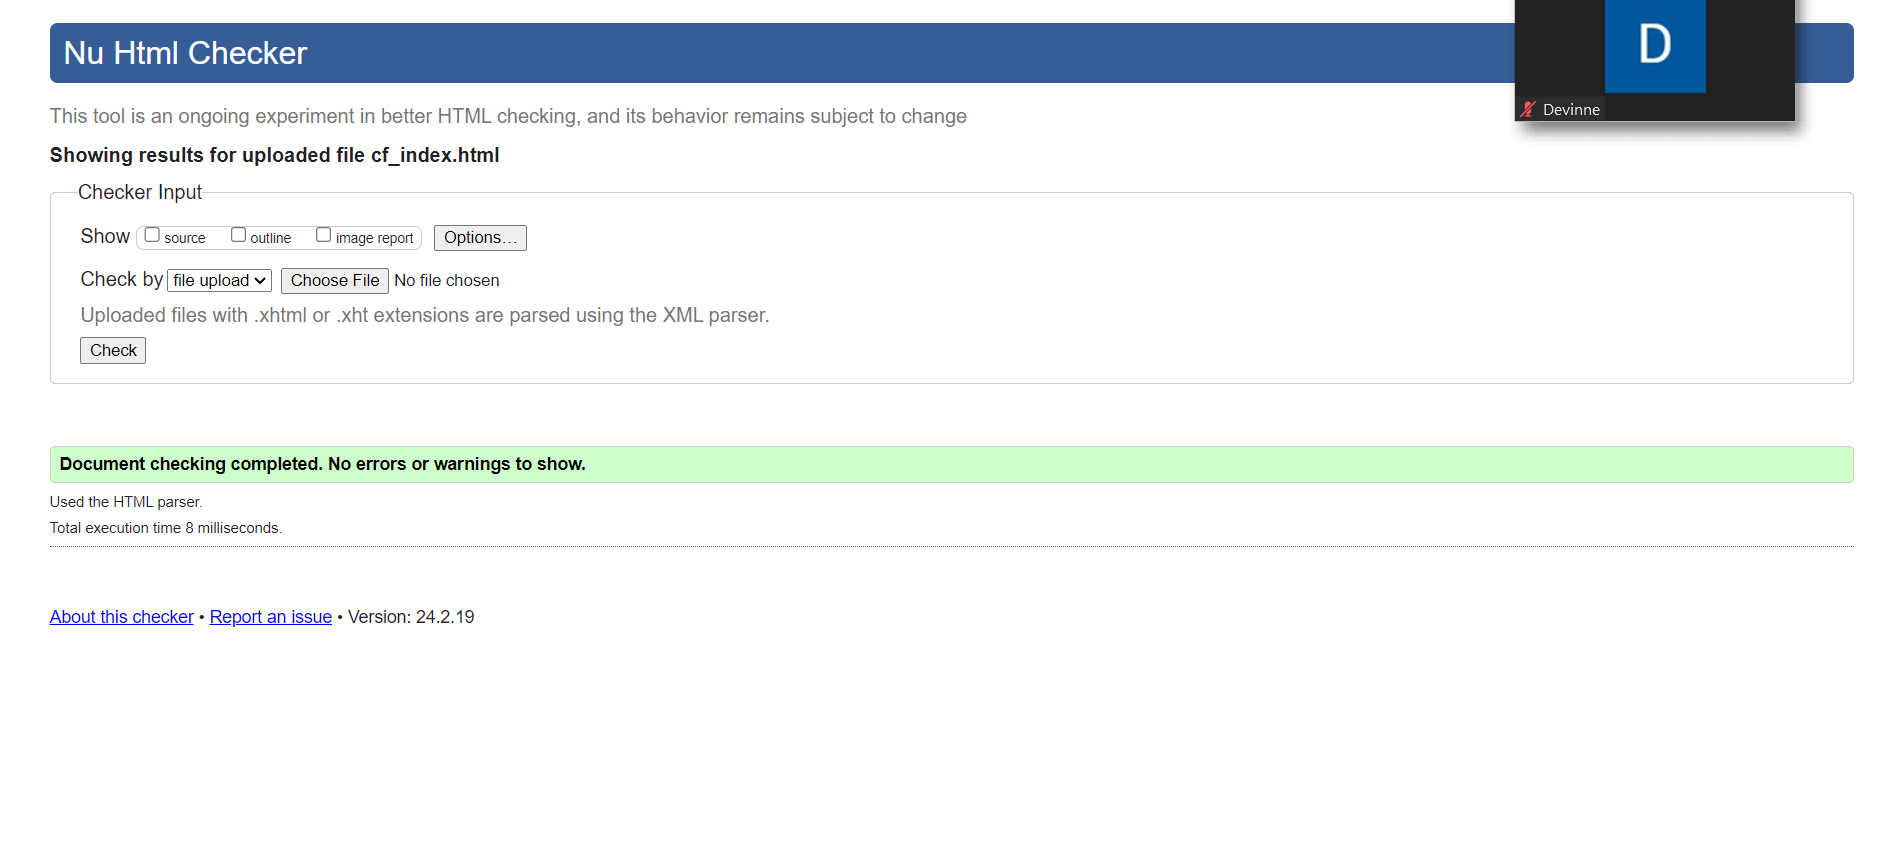 Nu Html Checker
D
Devinne
This tool is an ongoing experiment in better HTML checking, and its behavior remains subject to change
Showing results for uploaded file cf_index.html
Checker Input
Show source outline image report Options...
Check by file upload Choose File No file chosen
Uploaded files with .xhtml or .xht extensions are parsed using the XML parser.
Check
Document checking completed. No errors or warnings to show.
Used the HTML parser.
Total execution time 8 milliseconds.
About this checker • Report an issue • Version: 24.2.19